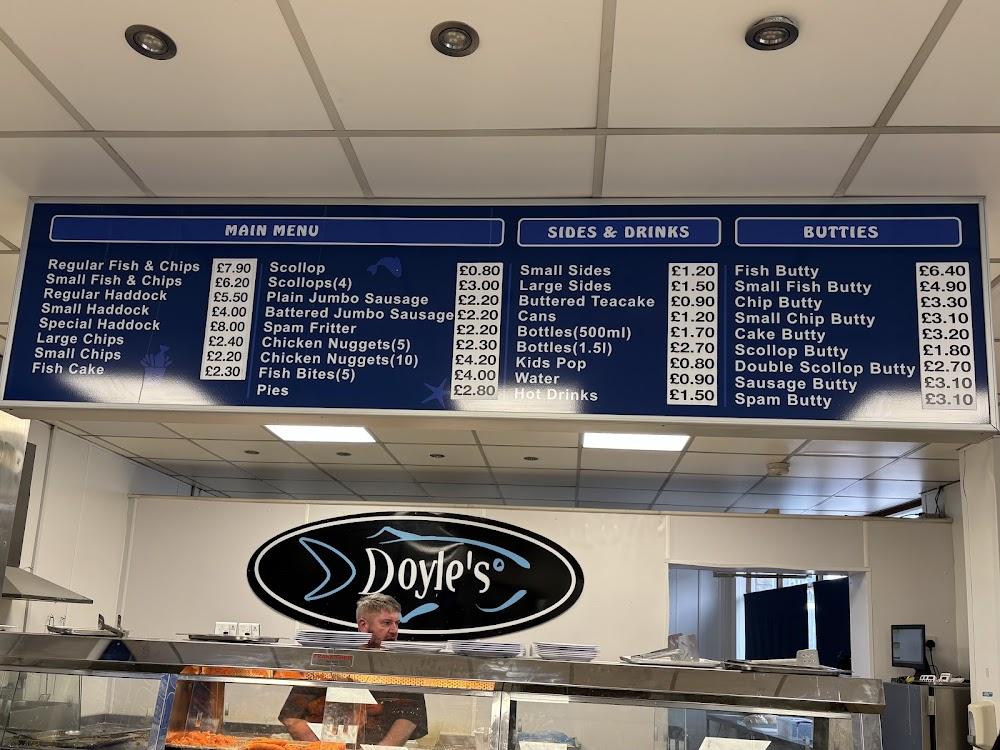 MAIN MENU
Regular Fish & Chips £7.90
Small Fish & Chips £6.20
Regular Haddock £5.50
Small Haddock £4.00
Special Haddock £8.00
Large Chips £2.40
Small Chips £2.20
Fish Cake £2.30
Scollop £0.80
Scollops(4) £3.00
Plain Jumbo Sausage £2.20
Battered Jumbo Sausage £2.20
Spam Fritter £2.20
Chicken Nuggets(5) £2.30
Chicken Nuggets(10) £4.20
Fish Bites(5) £4.00
Pies £2.80
SIDES & DRINKS
Small Sides £1.20
Large Sides £1.50
Buttered Teacake £0.90
Cans £1.20
Bottles(500ml) £1.70
Bottles(1.5l) £2.70
Kids Pop £0.80
Water £0.90
Hot Drinks £1.50
BUTTIES
Fish Butty £6.40
Small Fish Butty £4.90
Chip Butty £3.30
Small Chip Butty £3.10
Cake Butty £3.20
Scollop Butty £1.80
Double Scollop Butty £2.70
Sausage Butty £3.10
Spam Butty £3.10
Doyle's